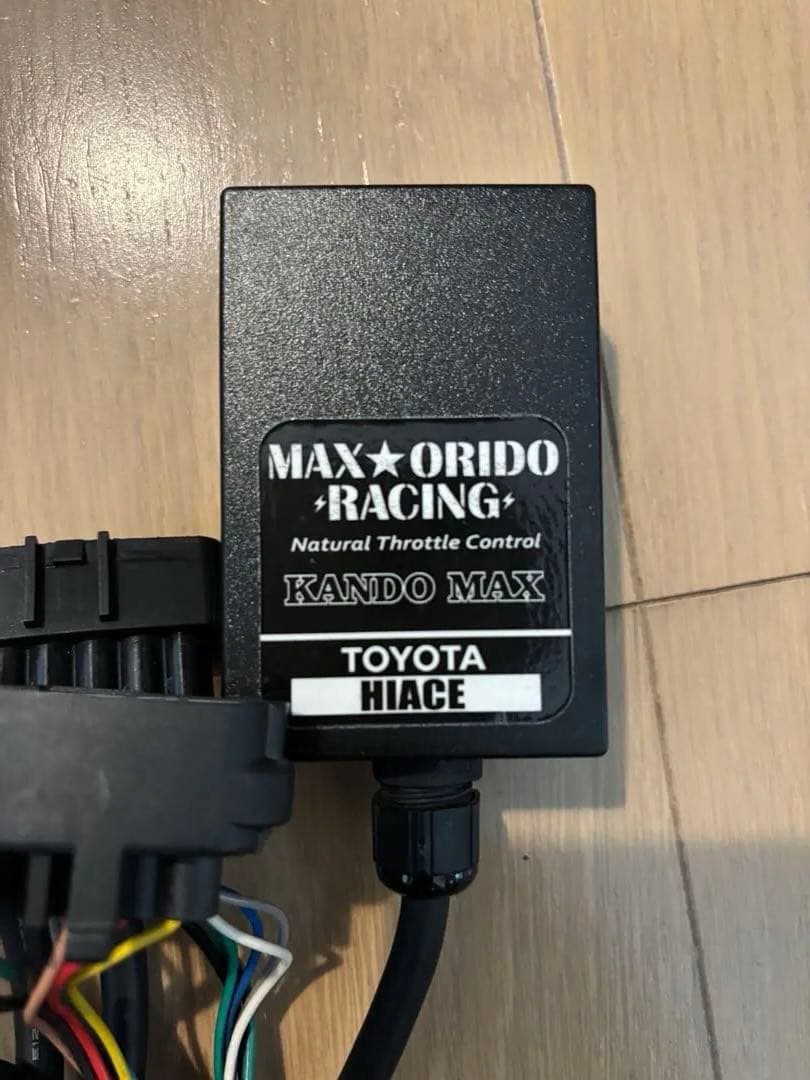 MAX★ORIDO
RACING
Natural Throttle Control
KANDO MAX
TOYOTA
HIACE